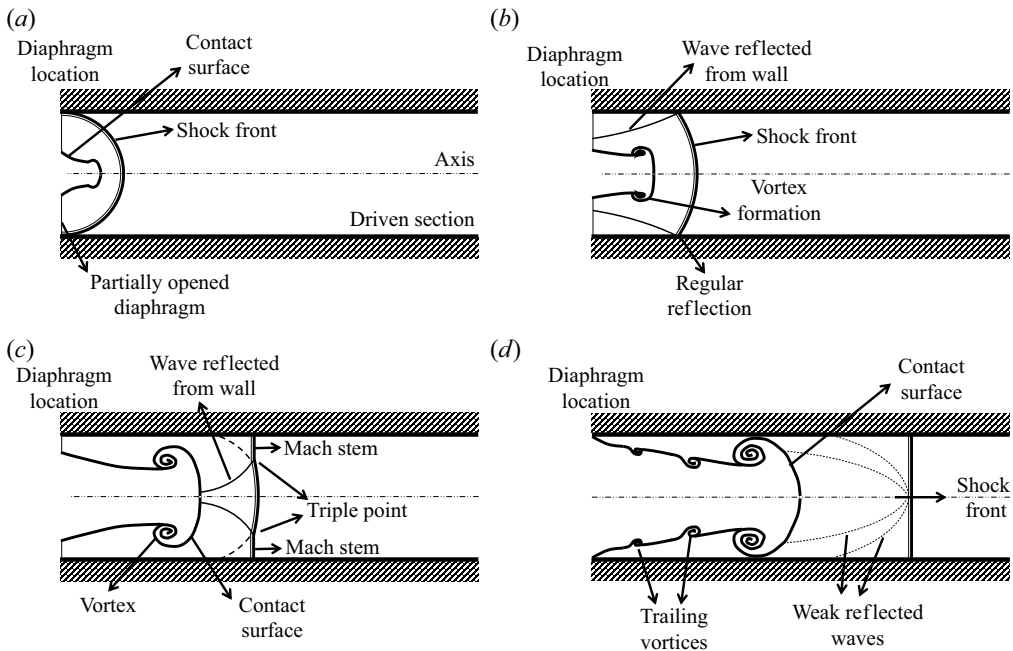 (a)
Diaphragm
location
Contact
surface
Shock front
Axis
Driven section
Partially opened
diaphragm
(b)
Diaphragm
location
Wave reflected
from wall
Shock front
Vortex
formation
Regular
reflection
(c)
Diaphragm
location
Wave reflected
from wall
Mach stem
Triple point
Mach stem
Vortex
Contact
surface
(d)
Diaphragm
location
Contact
surface
Shock
front
Trailing
vortices
Weak reflected
waves